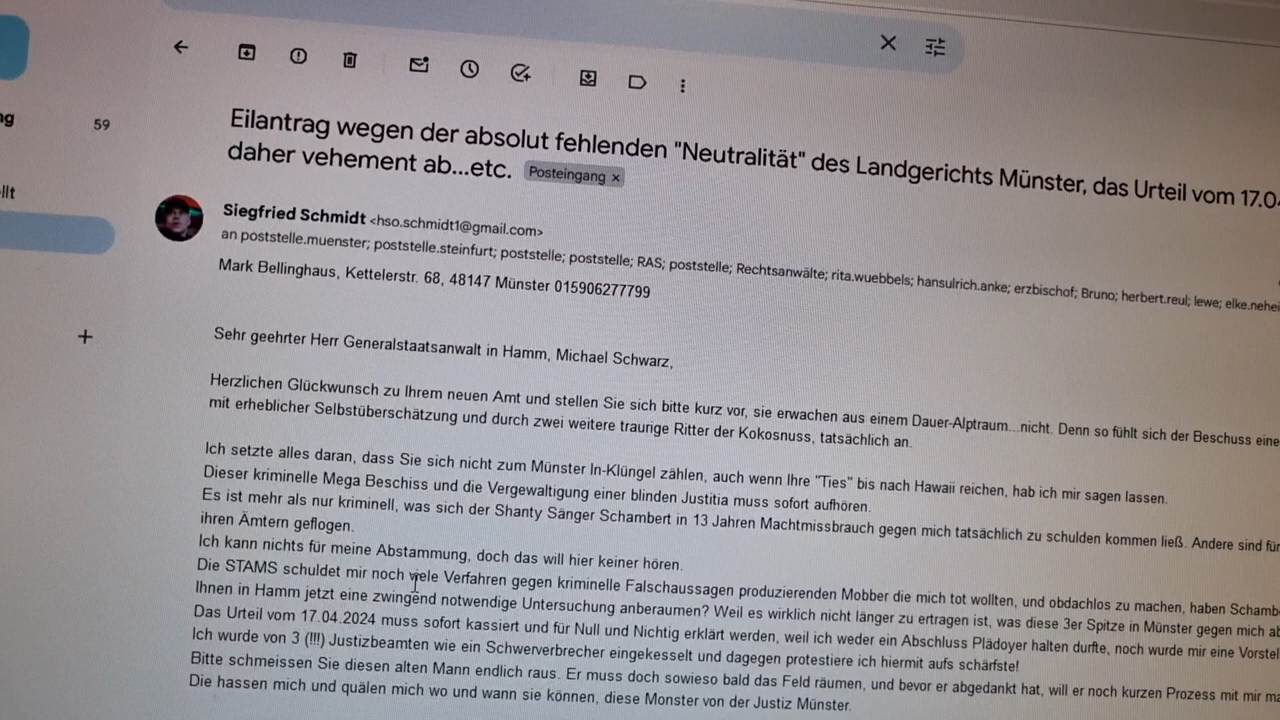 ng 59
llt
Eilantrag wegen der absolut fehlenden "Neutralität" des Landgerichts Münster, das Urteil vom 17.0
daher vehement ab...etc. Posteingang ×
Siegfried Schmidt <hso.schmidt1@gmail.com>
an poststelle.muenster; poststelle.steinfurt; poststelle; poststelle; RAS; poststelle; Rechtsanwälte; rita.wuebbels; hansulrich.anke; erzbischof; Bruno; herbert.reul; lewe; elke.nehei
Mark Bellinghaus, Kettelerstr. 68, 48147 Münster 015906277799
Sehr geehrter Herr Generalstaatsanwalt in Hamm, Michael Schwarz,
Herzlichen Glückwunsch zu Ihrem neuen Amt und stellen Sie sich bitte kurz vor, sie erwachen aus einem Dauer-Alptraum...nicht. Denn so fühlt sich der Beschuss eine
mit erheblicher Selbstüberschätzung und durch zwei weitere traurige Ritter der Kokosnuss, tatsächlich an.
Ich setzte alles daran, dass Sie sich nicht zum Münster In-Klüngel zählen, auch wenn Ihre "Ties" bis nach Hawaii reichen, hab ich mir sagen lassen.
Dieser kriminelle Mega Beschiss und die Vergewaltigung einer blinden Justitia muss sofort aufhören.
Es ist mehr als nur kriminell, was sich der Shanty Sänger Schambert in 13 Jahren Machtmissbrauch gegen mich tatsächlich zu schulden kommen ließ. Andere sind für
ihren Ämtern geflogen.
Ich kann nichts für meine Abstammung, doch das will hier keiner hören.
Die STAMS schuldet mir noch viele Verfahren gegen kriminelle Falschaussagen produzierenden Mobber die mich tot wollten, und obdachlos zu machen, haben Schamb
Ihnen in Hamm jetzt eine zwingend notwendige Untersuchung anberaumen? Weil es wirklich nicht länger zu ertragen ist, was diese 3er Spitze in Münster gegen mich ab
Das Urteil vom 17.04.2024 muss sofort kassiert und für Null und Nichtig erklärt werden, weil ich weder ein Abschluss Plädoyer halten durfte, noch wurde mir eine Vorstel
Ich wurde von 3 (!!!) Justizbeamten wie ein Schwerverbrecher eingekesselt und dagegen protestiere ich hiermit aufs schärfste!
Bitte schmeissen Sie diesen alten Mann endlich raus. Er muss doch sowieso bald das Feld räumen, und bevor er abgedankt hat, will er noch kurzen Prozess mit mir ma
Die hassen mich und quälen mich wo und wann sie können, diese Monster von der Justiz Münster.